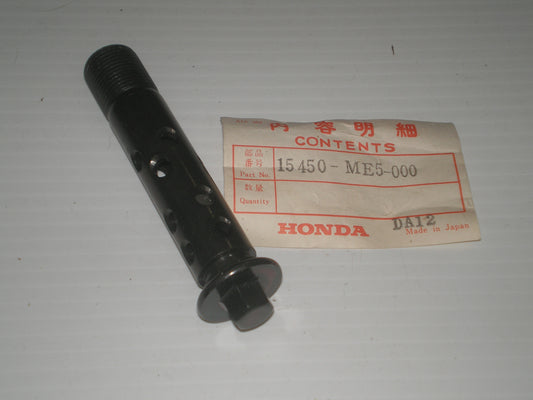 内容明細
CONTENTS
部品
番号
Part No.
15450-ME5-000
数量
Quantity
HONDA
DA12
Made in Japan